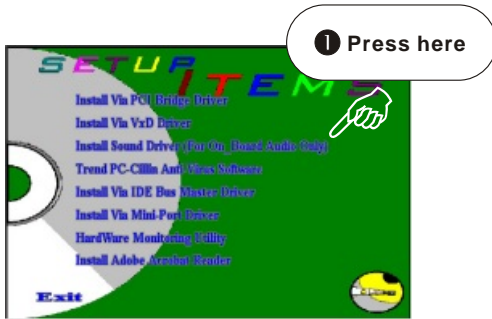 ❶ Press here
SETUP
ITEMS
Install Via PCI Bridge Driver
Install Via VxD Driver
Install Sound Driver (For On_Board Audio Only)
Trend PC-Cillin Anti Virus Software
Install Via IDE Bus Master Driver
Install Via Mini-Port Driver
HardWare Monitoring Utility
Install Adobe Acrobat Reader
Exit